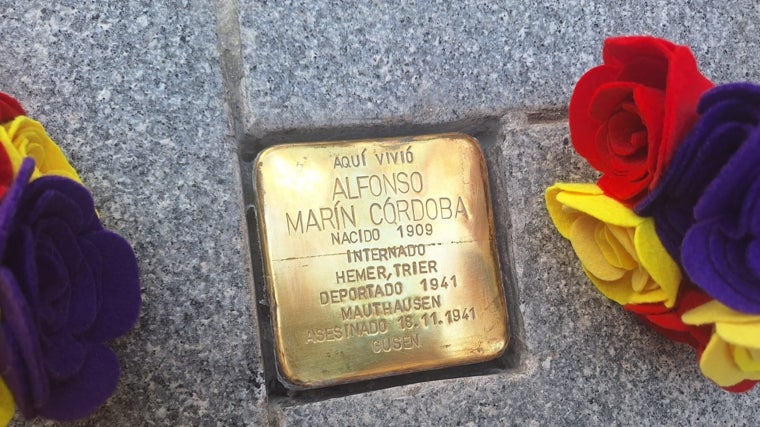 AQUÍ VIVIÓ
ALFONSO
MARÍN CÓRDOBA
NACIDO 1909
INTERNADO
HEMER,TRIER
DEPORTADO 1941
MAUTHAUSEN
ASESINADO 18.11.1941
GUSEN